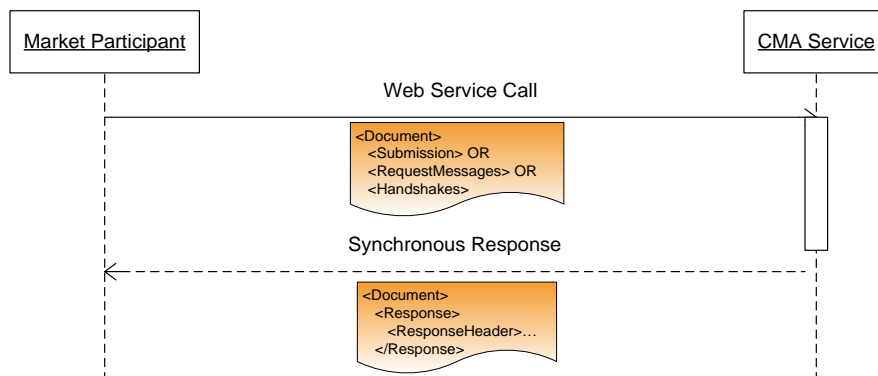 Market Participant
CMA Service
Web Service Call
<Document>
<Submission> OR
<RequestMessages> OR
<Handshakes>
Synchronous Response
<Document>
<Response>
<ResponseHeader>…
</Response>